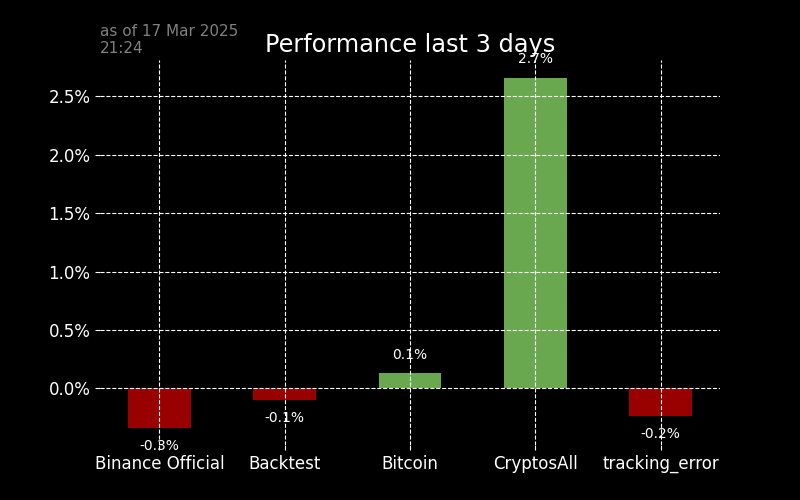 as of 17 Mar 2025
21:24
Performance last 3 days
2.7%
2.5%
2.0%
1.5%
1.0%
0.5%
0.1%
0.0%
-0.3%
-0.1%
-0.2%
Binance Official
Backtest
Bitcoin
CryptosAll
tracking_error